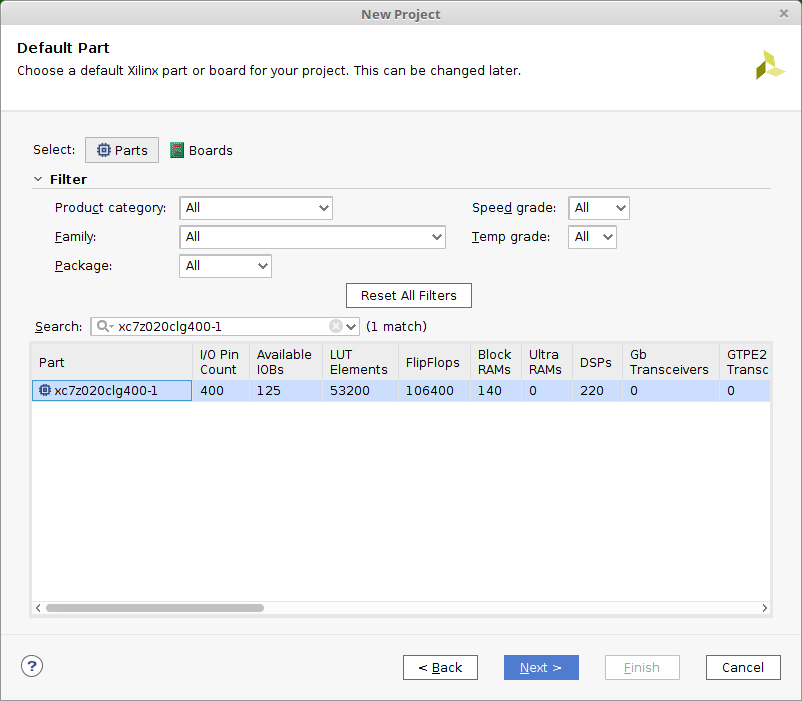 New Project
Default Part
Choose a default Xilinx part or board for your project. This can be changed later.
Select: Parts Boards
Filter
Product category: All Speed grade: All
Family: All Temp grade: All
Package: All
Reset All Filters
Search: xc7z020clg400-1 (1 match)
Part I/O Pin Count Available IOBs LUT Elements FlipFlops Block RAMs Ultra RAMs DSPs Gb Transceivers GTPE2 Transc
xc7z020clg400-1 400 125 53200 106400 140 0 220 0 0
? < Back Next > Finish Cancel